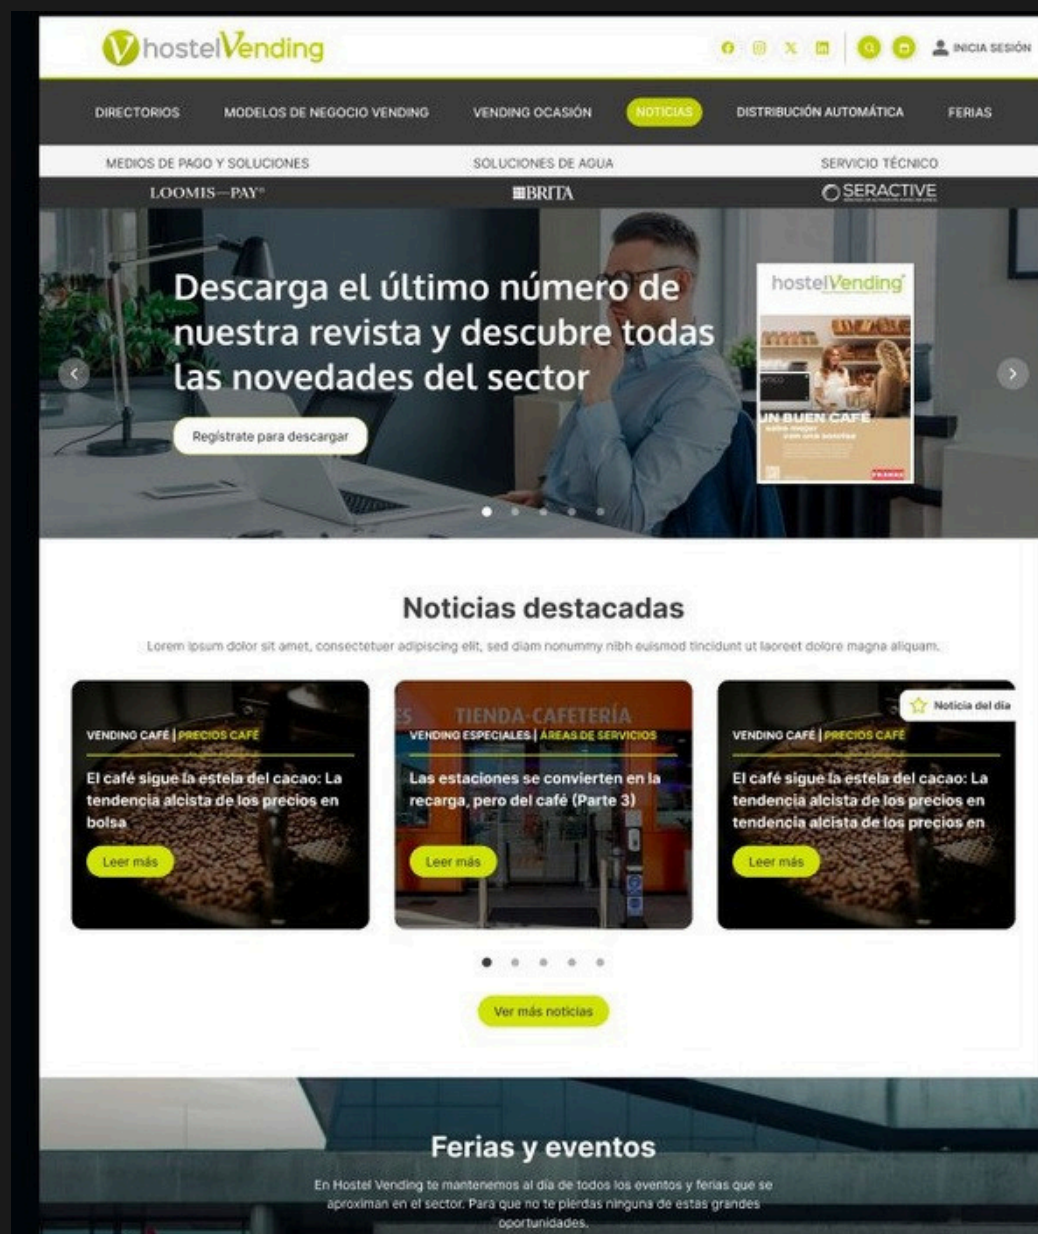 hostelVending
INICIA SESIÓN
DIRECTORIOS
MODELOS DE NEGOCIO VENDING
VENDING OCASIÓN
NOTICIAS
DISTRIBUCIÓN AUTOMÁTICA
FERIAS
MEDIOS DE PAGO Y SOLUCIONES
SOLUCIONES DE AGUA
SERVICIO TÉCNICO
LOOMIS—PAY®
BRITA
SERACTIVE
Descarga el último número de
nuestra revista y descubre todas
las novedades del sector
Regístrate para descargar
hostelVending
UN BUEN CAFÉ
sabe mejor
con una sonrisa
Noticias destacadas
Lorem ipsum dolor sit amet, consectetuer adipiscing elit, sed diam nonummy nibh euismod tincidunt ut laoreet dolore magna aliquam.
VENDING CAFÉ | PRECIOS CAFÉ
El café sigue la estela del cacao: La
tendencia alcista de los precios en
bolsa
Leer más
ES TIENDA-CAFETERÍA
VENDING ESPECIALES | ÁREAS DE SERVICIOS
Las estaciones se convierten en la
recarga, pero del café (Parte 3)
Leer más
Noticia del día
VENDING CAFÉ | PRECIOS CAFÉ
El café sigue la estela del cacao: La
tendencia alcista de los precios en
tendencia alcista de los precios en
Leer más
Ver más noticias
Ferias y eventos
En Hostel Vending te mantenemos al día de todos los eventos y ferias que se
aproximan en el sector. Para que no te pierdas ninguna de estas grandes
oportunidades.